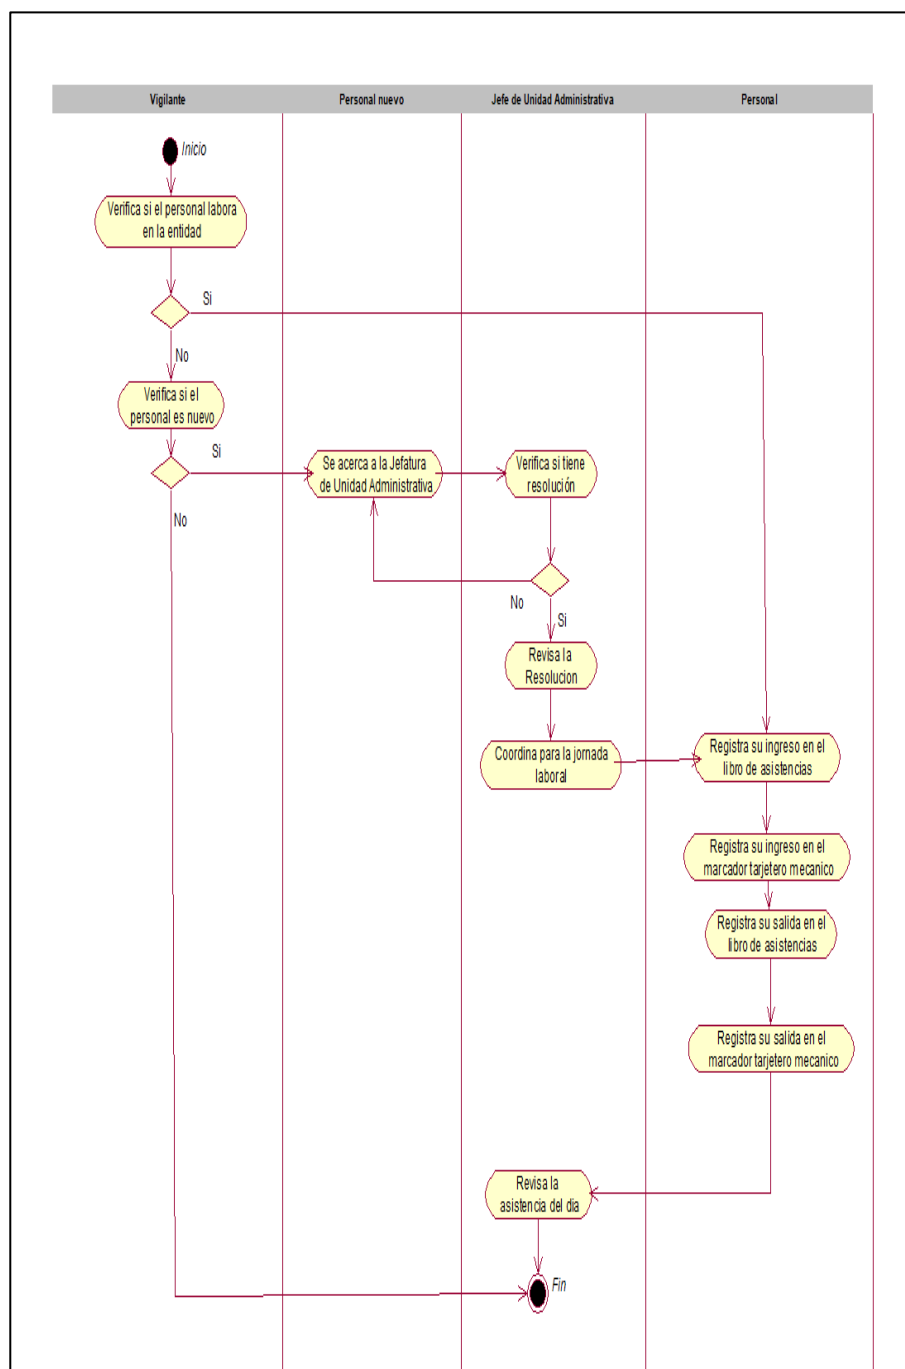 Vigilante
Personal nuevo
Jefe de Unidad Administrativa
Personal
Inicio
Verifica si el personal labora
en la entidad
Si
No
Verifica si el
personal es nuevo
Si
No
Se acerca a la Jefatura
de Unidad Administrativa
Verifica si tiene
resolución
No
Si
Revisa la
Resolucion
Coordina para la jornada
laboral
Registra su ingreso en el
libro de asistencias
Registra su ingreso en el
marcador tarjetero mecanico
Registra su salida en el
libro de asistencias
Registra su salida en el
marcador tarjetero mecanico
Revisa la
asistencia del dia
Fin